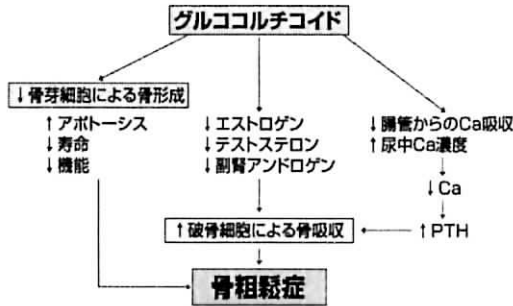 グルココルチコイド
↓骨芽細胞による骨形成
↑アポトーシス
↓寿命
↓機能
↓エストロゲン
↓テストステロン
↓副腎アンドロゲン
↓腸管からのCa吸収
↑尿中Ca濃度
↓Ca
↑PTH
↑破骨細胞による骨吸収
骨粗鬆症